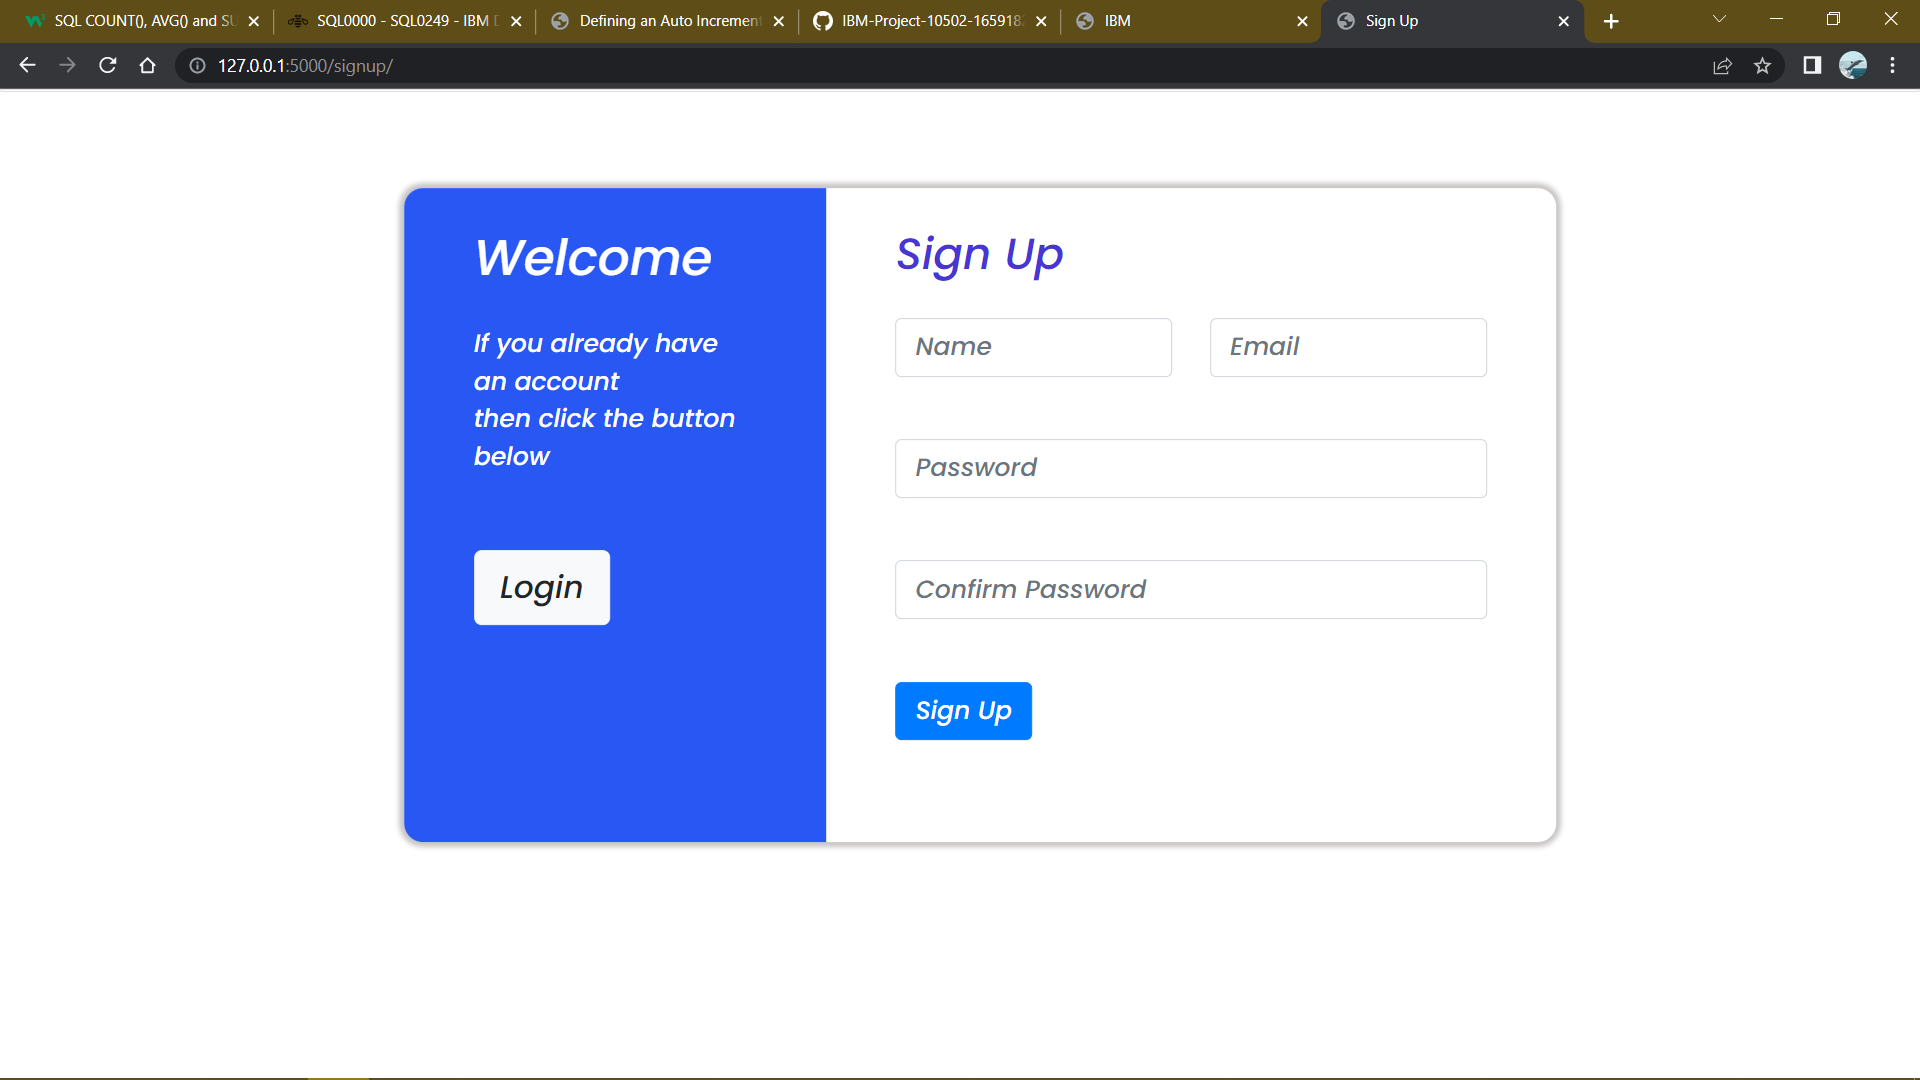 SQL COUNT(), AVG() and SU
SQL0000 - SQL0249 - IBM D
Defining an Auto Increment
IBM-Project-10502-1659182
IBM
Sign Up
127.0.0.1:5000/signup/
Welcome
If you already have
an account
then click the button
below
Login
Sign Up
Name
Email
Password
Confirm Password
Sign Up